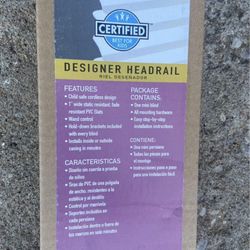 CERTIFIED
BEST FOR
KIDS
DESIGNER HEADRAIL
RIEL DESENADOR
FEATURES
• Child safe cordless design
• 1" wide static resistant, fade
resistant PVC Slats
• Wand control
• Hold-down brackets included
with every blind
• Installs inside or outside
casing in minutes
PACKAGE
CONTAINS:
• One mini blind
• All mounting hardware
• Easy step-by-step
installation instructions
CARACTERISTICAS
• Diseño sin cuerda a prueba
de niños
• Tiras de PVC de una pulgada
de ancho, resistentes a la
estática y al desliz
• Control por marivela
• Soportes incluidos en
cada persiana
• Instalación dentro o fuera de
los marcos en solo minutos
CONTIENE:
• Una mini persiana
• Todas las piezas para
el montaje
• Instrucciones paso a paso
para una instalación fácil